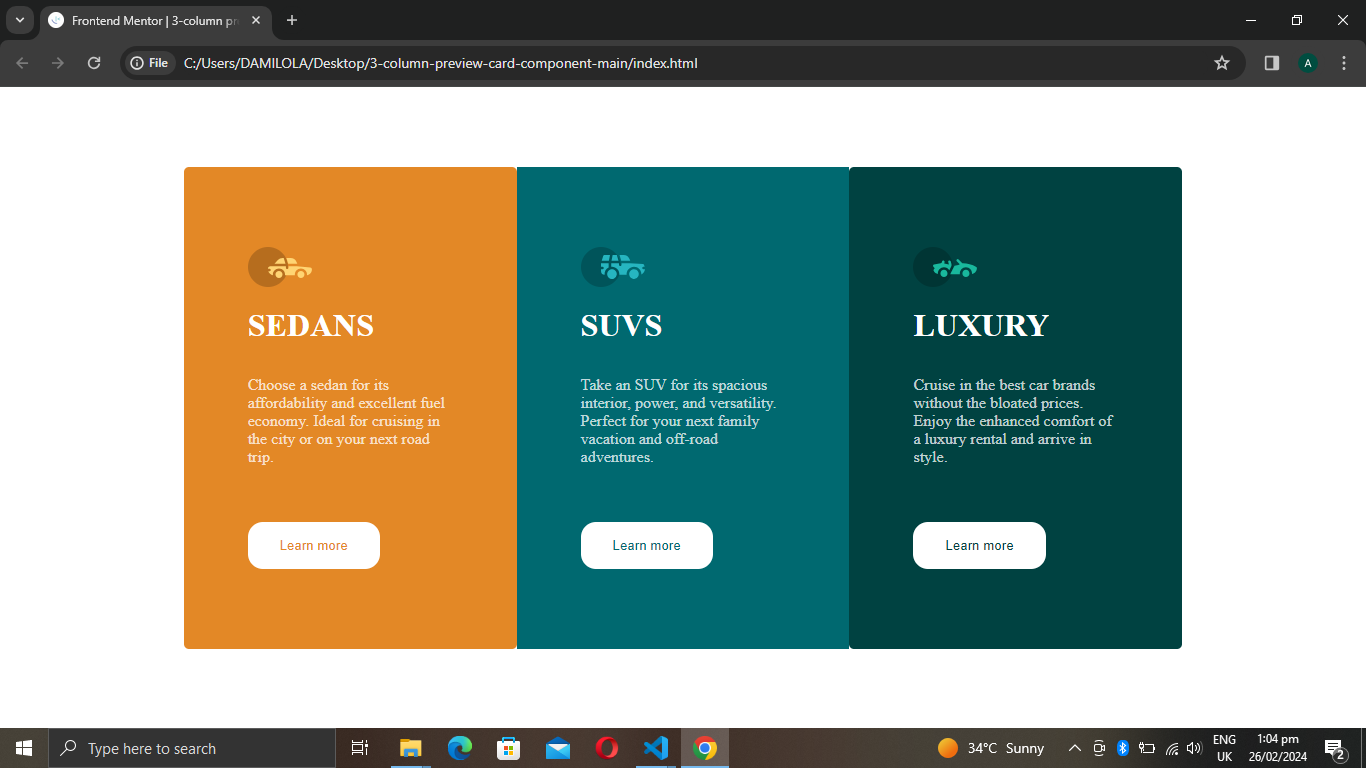 Frontend Mentor | 3-column pr
File
C:/Users/DAMILOLA/Desktop/3-column-preview-card-component-main/index.html
A
SEDANS
Choose a sedan for its
affordability and excellent fuel
economy. Ideal for cruising in
the city or on your next road
trip.
Learn more
SUVS
Take an SUV for its spacious
interior, power, and versatility.
Perfect for your next family
vacation and off-road
adventures.
Learn more
LUXURY
Cruise in the best car brands
without the bloated prices.
Enjoy the enhanced comfort of
a luxury rental and arrive in
style.
Learn more
Type here to search
34°C Sunny
ENG
UK
1:04 pm
26/02/2024
2